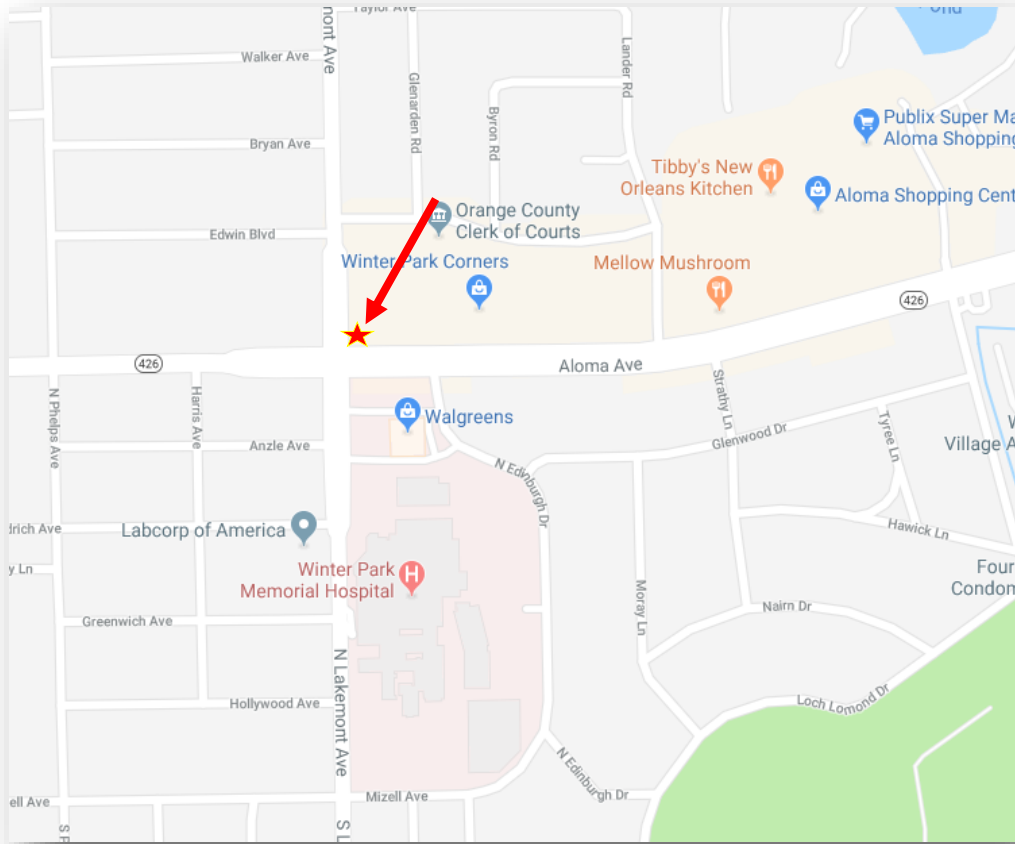 Taylor Ave
mont Ave
Walker Ave
Glenarden Rd
Lander Rd
Byron Rd
Bryan Ave
Publix Super Ma
Aloma Shopping
Tibby's New
Orleans Kitchen
Aloma Shopping Cent
Orange County
Clerk of Courts
Edwin Blvd
Winter Park Corners
Mellow Mushroom
426
426
Aloma Ave
N Phelps Ave
Harris Ave
Strathy Ln
Walgreens
Glenwood Dr
Tyree Ln
Anzle Ave
Village A
N Edinburgh Dr
drich Ave
Labcorp of America
Hawick Ln
y Ln
Winter Park
Memorial Hospital
H
Four
Condom
Moray Ln
Nairn Dr
Greenwich Ave
N Lakemont Ave
Hollywood Ave
Loch Lomond Dr
N Edinburgh Dr
ell Ave
Mizell Ave
S P
S L